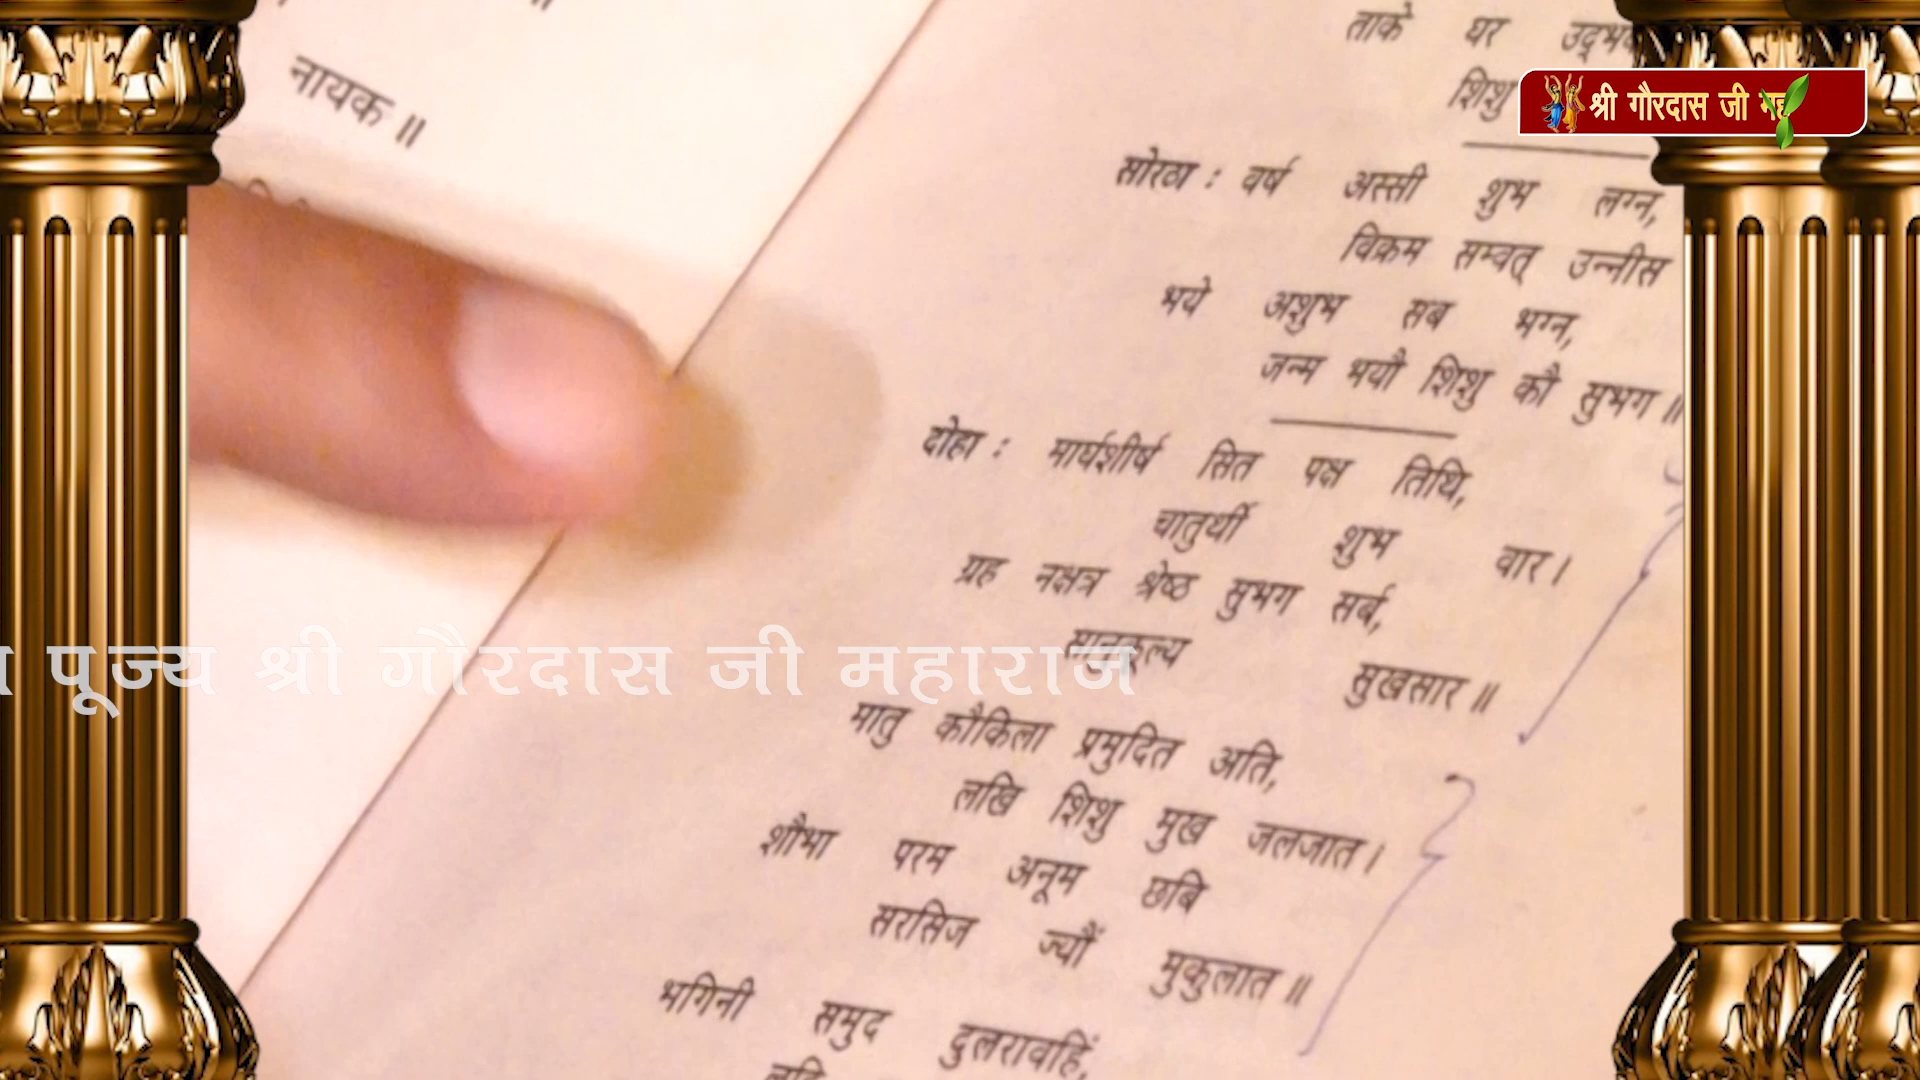 नायक ॥
ताके घर
शिशु
श्री गौरदास जी
सोरठा : वर्ष अस्सी शुभ लग्न,
विक्रम सम्वत् उन्नीस
भये अशुभ सब भग्न,
जन्म भयौ शिशु कौ सुभग ॥
दोहा : मार्यशीर्ष सित पक्ष तिथि,
चातुर्थी शुभ वार ।
ग्रह नक्षत्र श्रेष्ठ सुभग सर्ब,
सानुकूल्य सुखसार ॥
पूज्य श्री गौरदास जी महाराज
मातु कौकिला प्रमुदित अति,
लखि शिशु मुख जलजात ।
शौभा परम अनूम छबि
सरसिज ज्यौं मुकुलात ॥
भगिनी समुद दुलरावहिं,